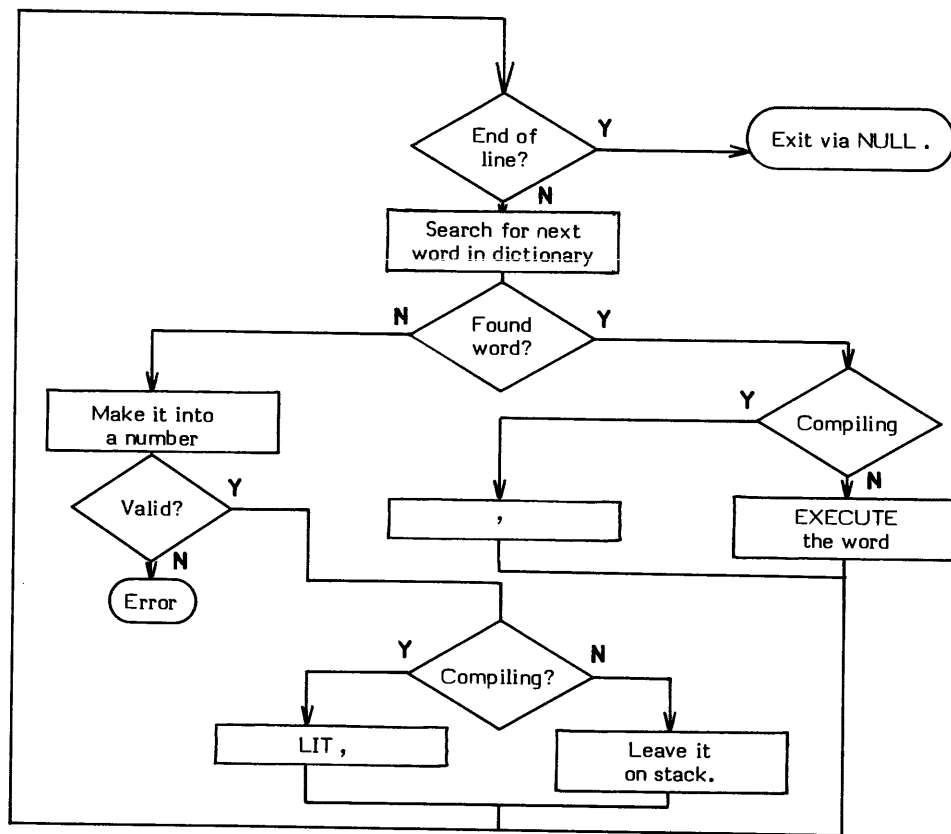 End of
line?
Y
Exit via NULL .
N
Search for next
word in dictionary
N
Found
word?
Y
Make it into
a number
Y
Compiling
Valid?
Y
N
,
EXECUTE
the word
N
Error
Y
Compiling?
N
LIT ,
Leave it
on stack.